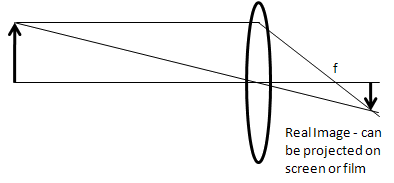 f
Real Image - can
be projected on
screen or film